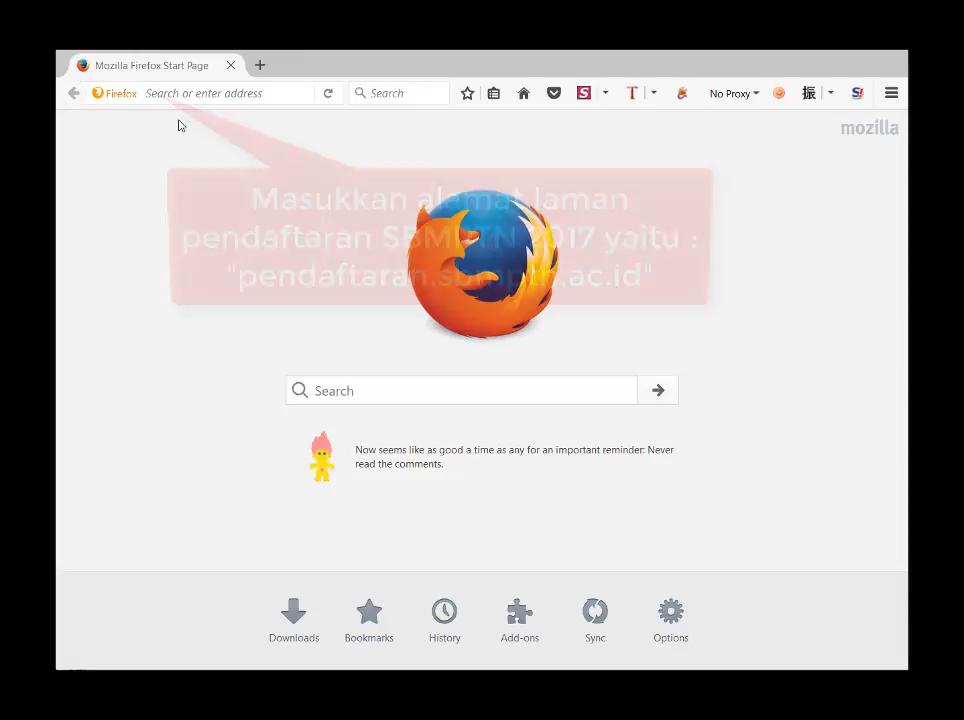 Mozilla Firefox Start Page
Firefox Search or enter address
Search
No Proxy
振
mozilla
Masukkan alamat laman
pendaftaran SBMPTN 2017 yaitu :
"pendaftaran.sbmptn.ac.id"
Search
Now seems like as good a time as any for an important reminder: Never
read the comments.
Downloads Bookmarks History Add-ons Sync Options